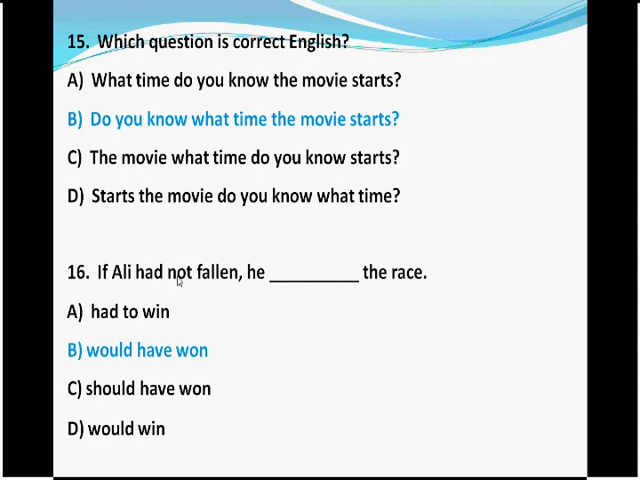 15. Which question is correct English?
A) What time do you know the movie starts?
B) Do you know what time the movie starts?
C) The movie what time do you know starts?
D) Starts the movie do you know what time?
16. If Ali had not fallen, he __________ the race.
A) had to win
B) would have won
C) should have won
D) would win